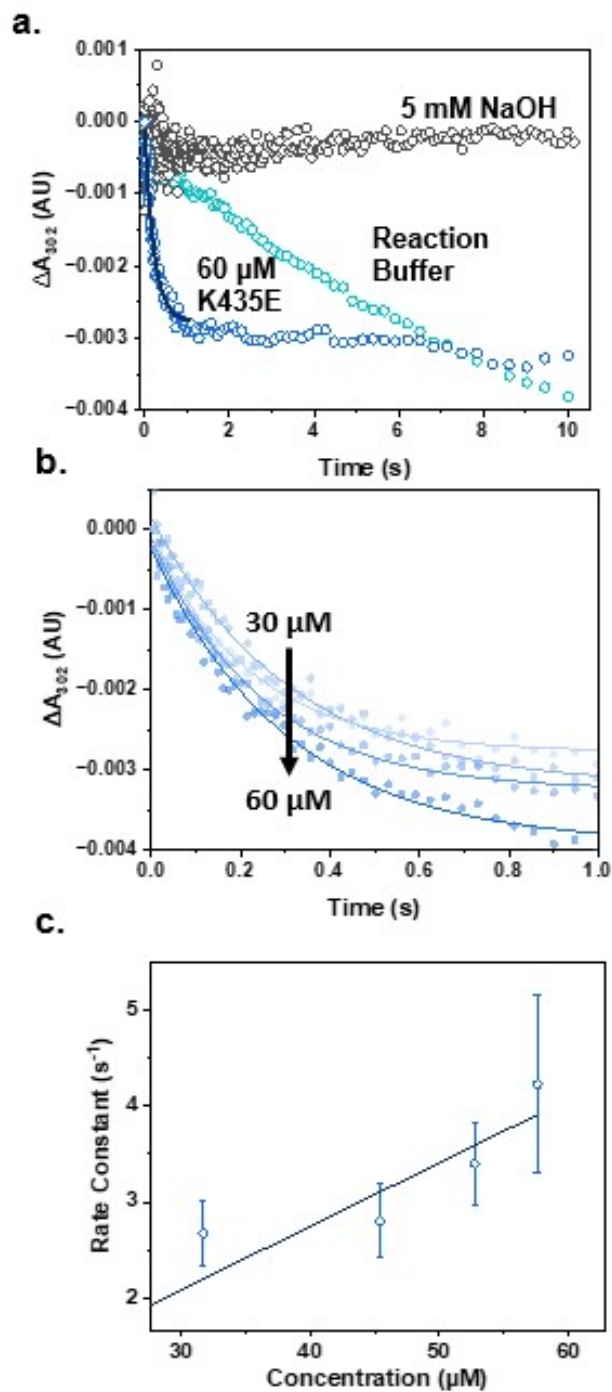 a.
0.001
0.000
−0.001
−0.002
−0.003
−0.004
ΔA₃₀₂ (AU)
5 mM NaOH
Reaction
Buffer
60 μM
K435E
0 2 4 6 8 10
Time (s)
b.
0.000
−0.001
−0.002
−0.003
−0.004
ΔA₃₀₂ (AU)
30 μM
60 μM
0.0 0.2 0.4 0.6 0.8 1.0
Time (s)
c.
5
4
3
2
Rate Constant (s⁻¹)
30 40 50 60
Concentration (μM)